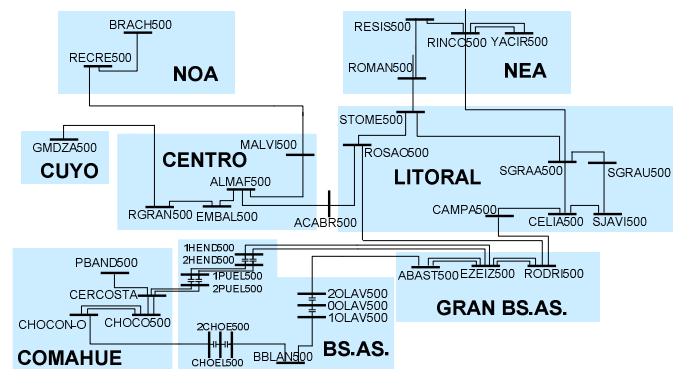 BRACH500
RECRE500
NOA
RESIS500
RINCO500
YACIR500
ROMAN500
NEA
GMDZA500
CUYO
CENTRO
MALVI500
ALMAF500
RGRAN500
EMBAL500
ACABR500
STOME500
ROSAO500
LITORAL
SGRAA500
SGRAU500
CAMPA500
CELIA500
SJAVI500
PBAND500
CERCOSTA
CHOCON-O
CHOCO500
COMAHUE
1HEND500
2HEND500
1PUEL500
2PUEL500
2CHOE500
CHOEL500
BBLAN500
2OLAV500
0OLAV500
1OLAV500
BS.AS.
ABAST500
EZEIZ500
RODRI500
GRAN BS.AS.